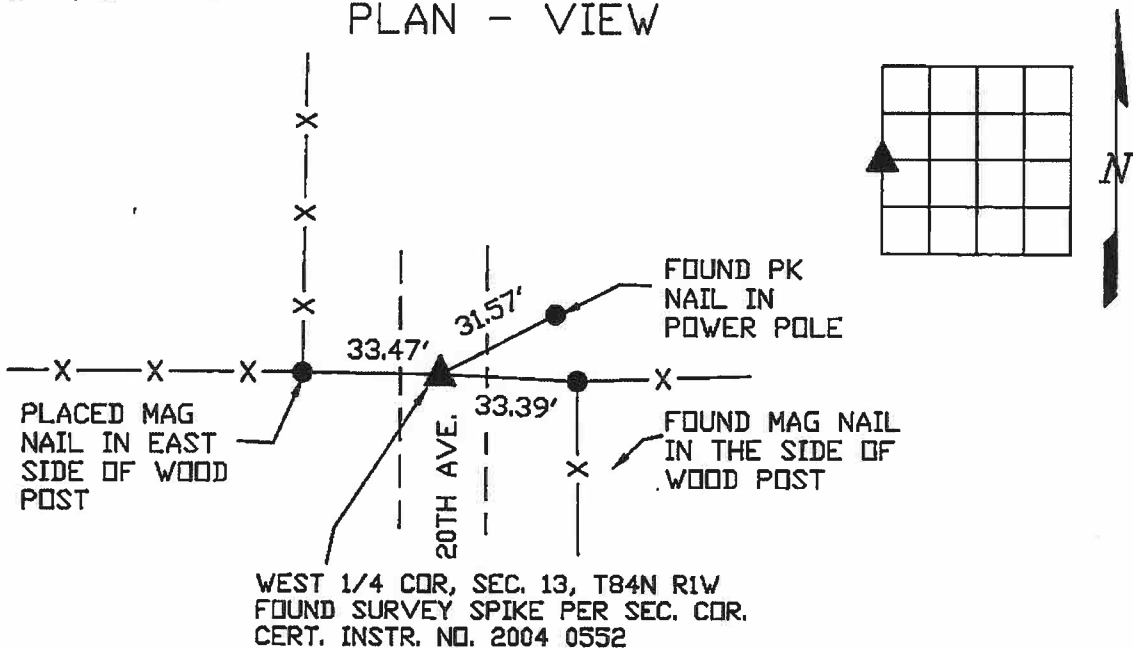 PLAN - VIEW
N
FOUND PK
NAIL IN
POWER POLE
31.57'
33.47'
33.39'
PLACED MAG
NAIL IN EAST
SIDE OF WOOD
POST
FOUND MAG NAIL
IN THE SIDE OF
WOOD POST
20TH AVE.
WEST 1/4 COR, SEC. 13, T84N R1W
FOUND SURVEY SPIKE PER SEC. COR.
CERT. INSTR. NO. 2004 0552